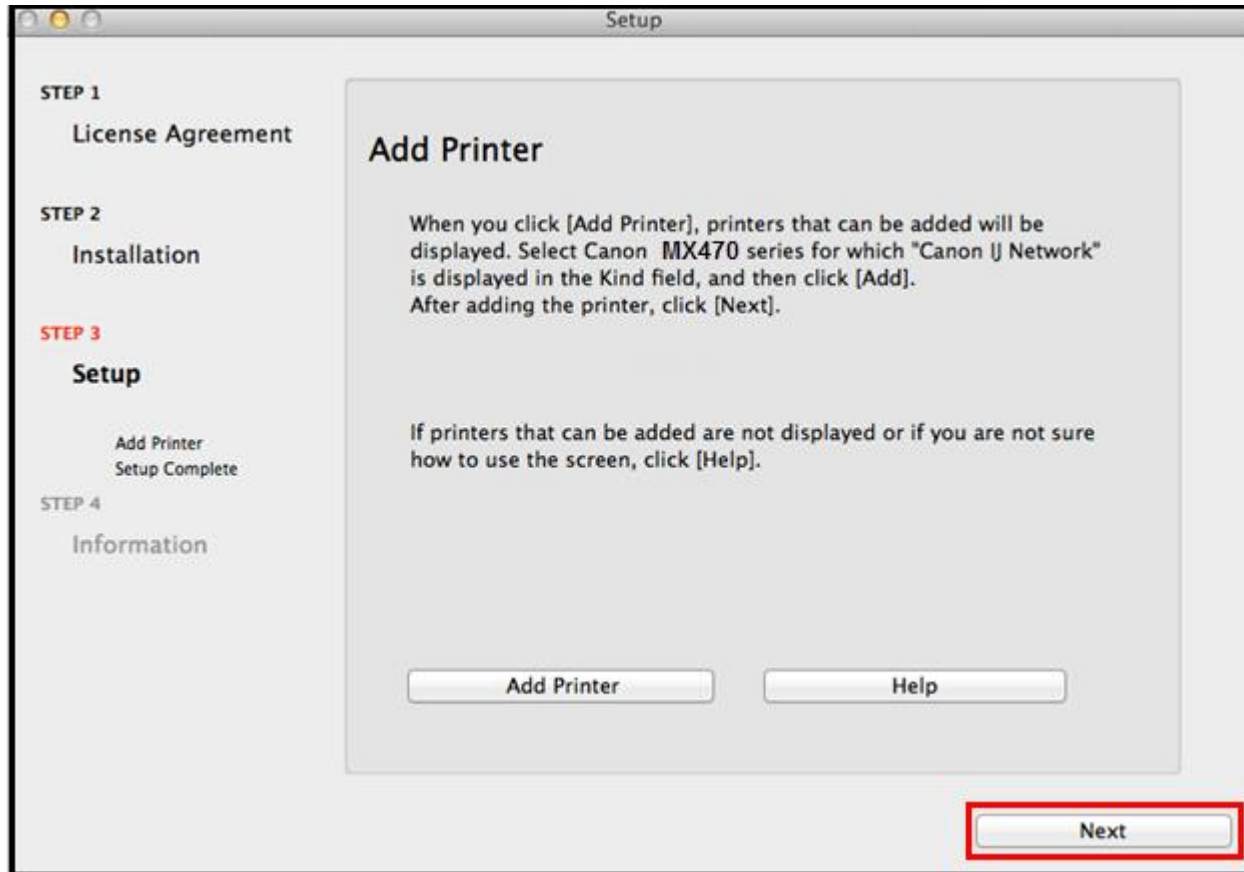 Setup
STEP 1
License Agreement
STEP 2
Installation
STEP 3
Setup
Add Printer
Setup Complete
STEP 4
Information
Add Printer
When you click [Add Printer], printers that can be added will be
displayed. Select Canon MX470 series for which "Canon IJ Network"
is displayed in the Kind field, and then click [Add].
After adding the printer, click [Next].
If printers that can be added are not displayed or if you are not sure
how to use the screen, click [Help].
Add Printer
Help
Next